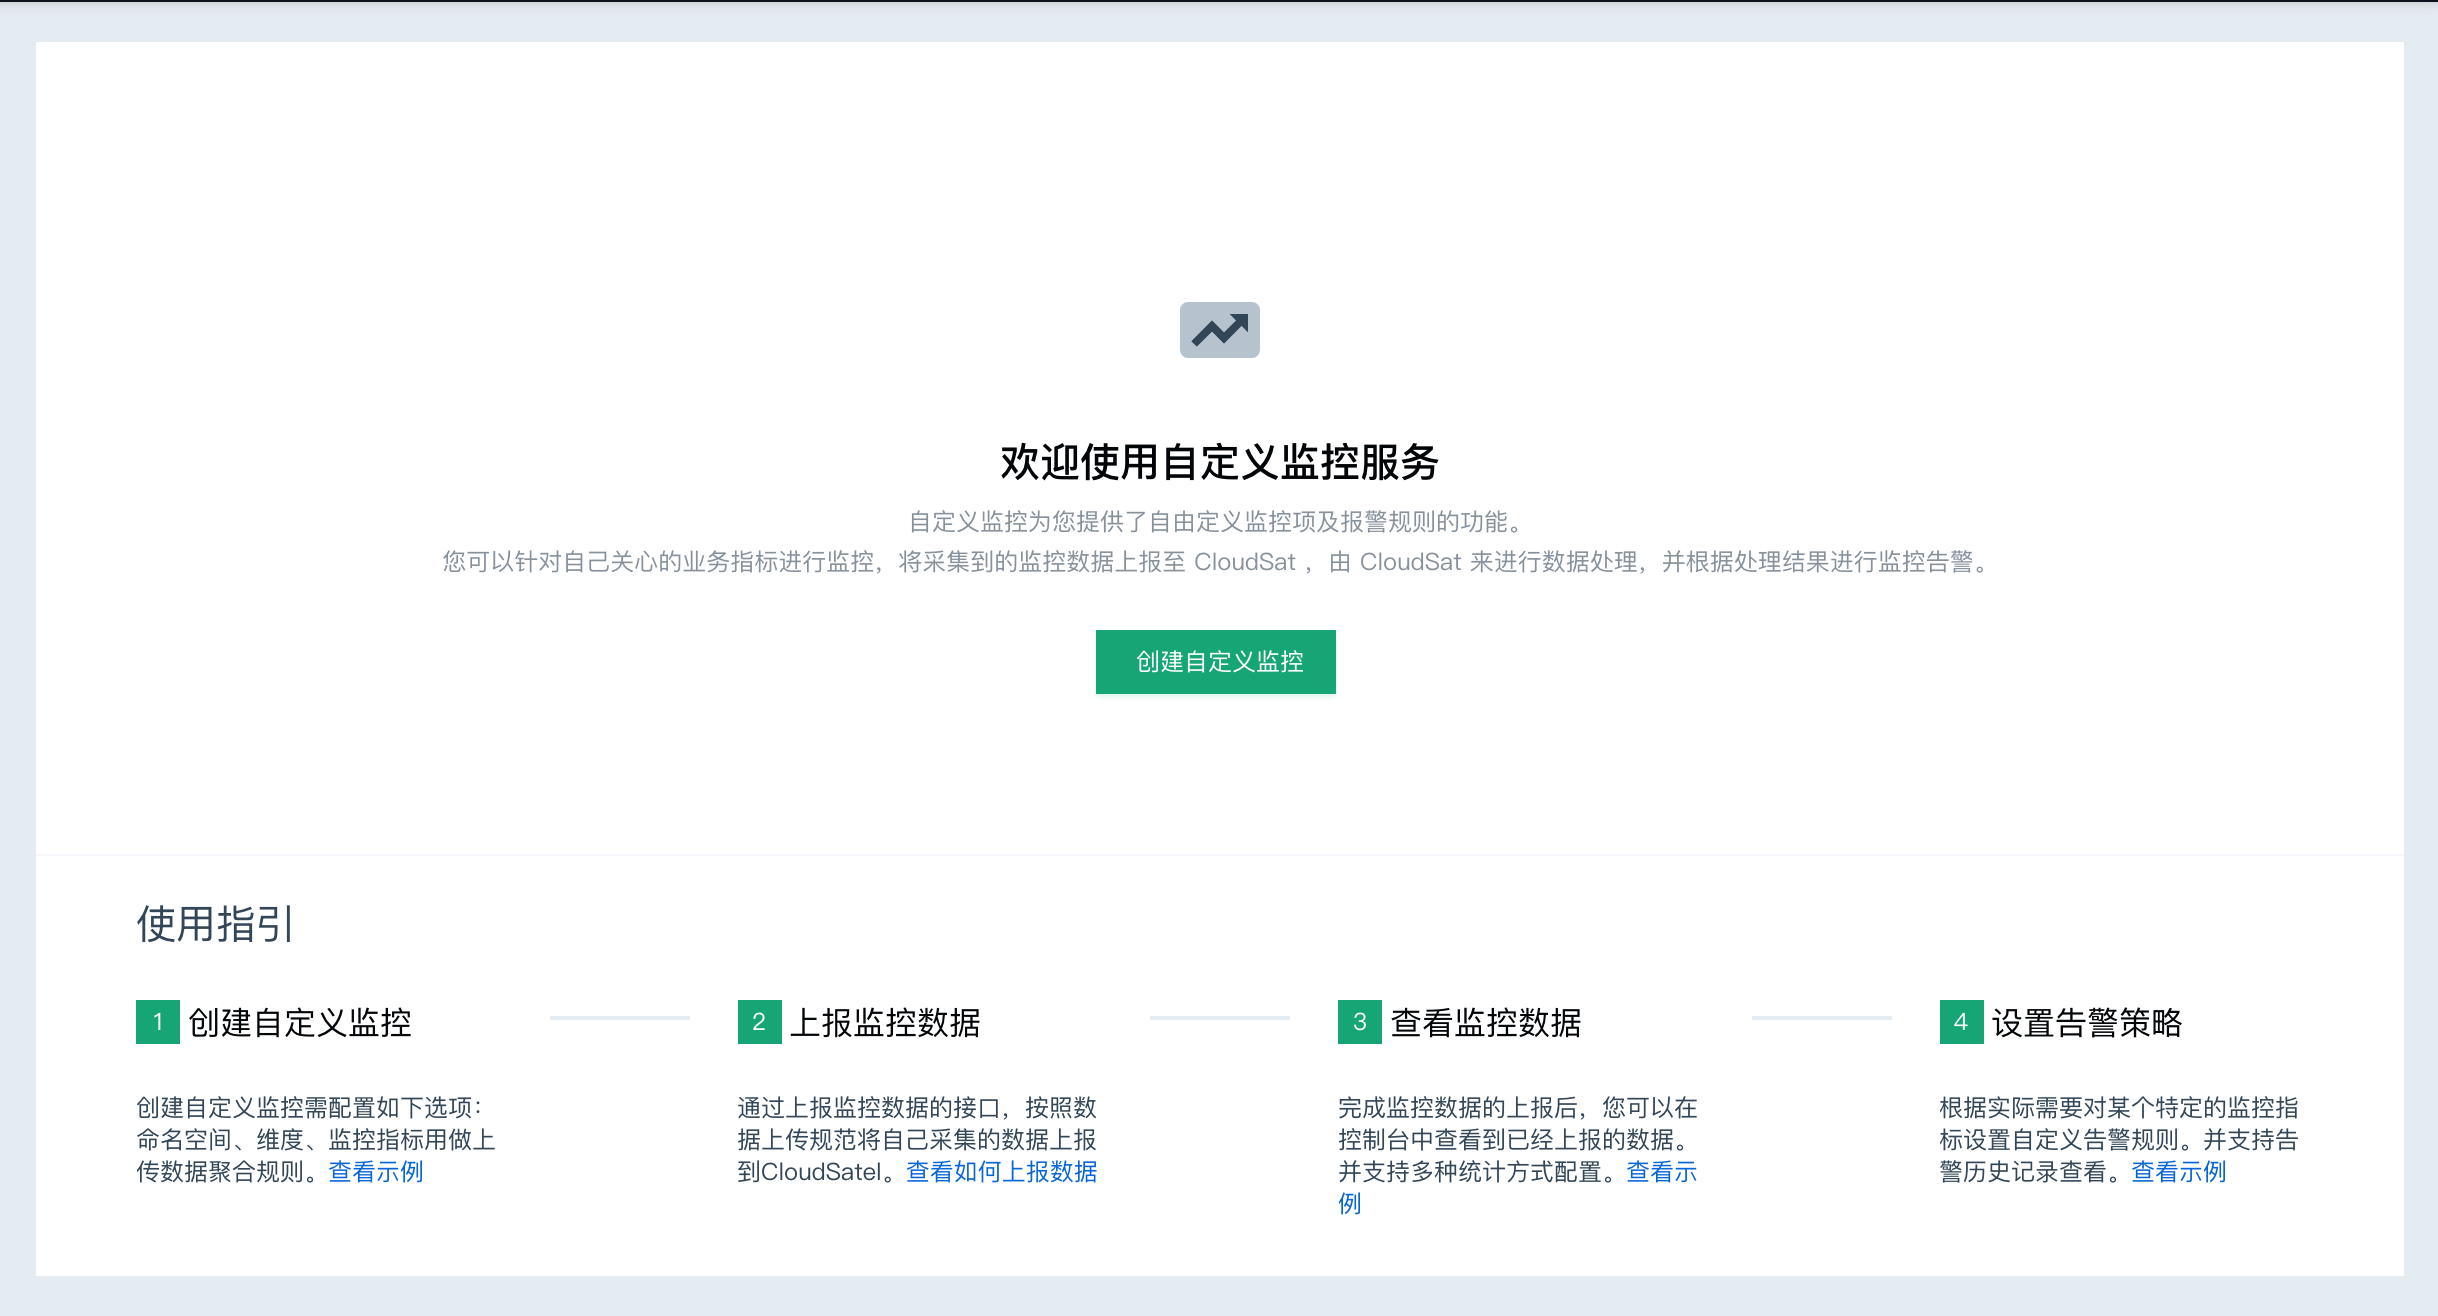 欢迎使用自定义监控服务
自定义监控为您提供了自由定义监控项及报警规则的功能。
您可以针对自己关心的业务指标进行监控，将采集到的监控数据上报至 CloudSat ，由 CloudSat 来进行数据处理，并根据处理结果进行监控告警。
创建自定义监控
使用指引
1 创建自定义监控
创建自定义监控需配置如下选项：
命名空间、维度、监控指标用做上
传数据聚合规则。查看示例
2 上报监控数据
通过上报监控数据的接口，按照数
据上传规范将自己采集的数据上报
到CloudSatel。查看如何上报数据
3 查看监控数据
完成监控数据的上报后，您可以在
控制台中查看到已经上报的数据。
并支持多种统计方式配置。查看示
例
4 设置告警策略
根据实际需要对某个特定的监控指
标设置自定义告警规则。并支持告
警历史记录查看。查看示例